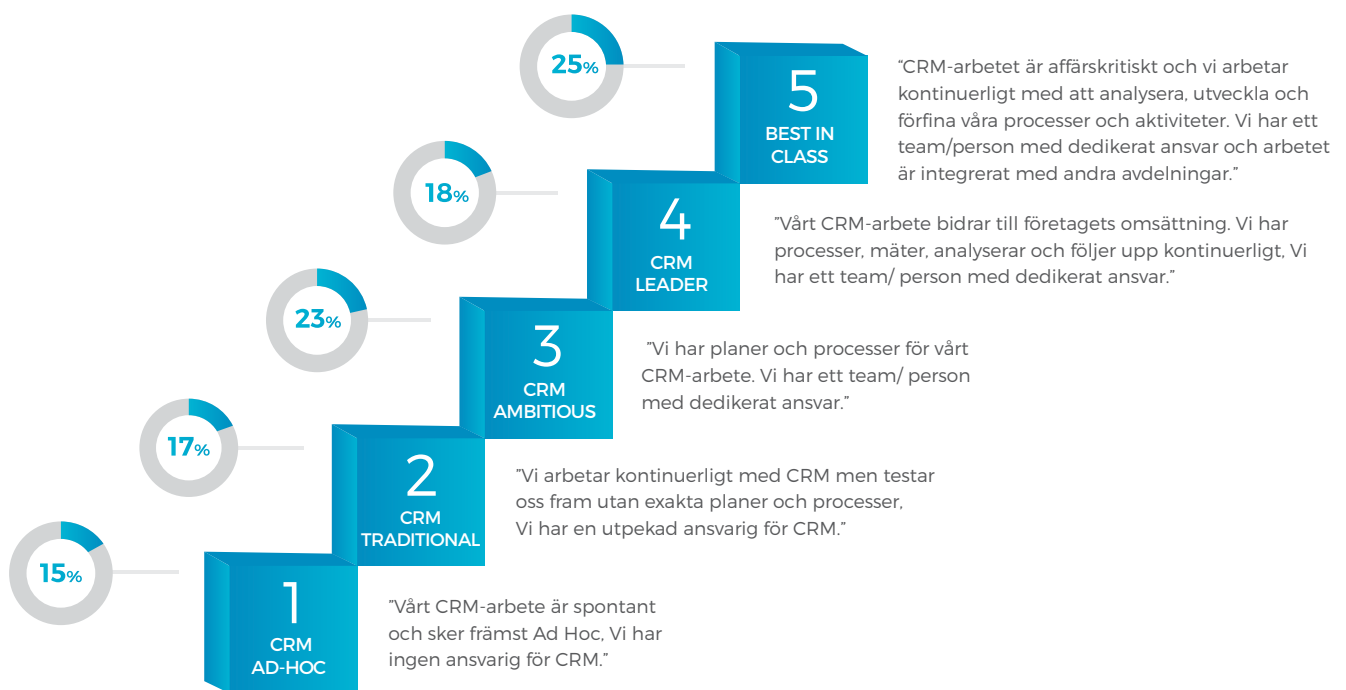 25%
5
BEST IN
CLASS
“CRM-arbetet är affärskritiskt och vi arbetar
kontinuerligt med att analysera, utveckla och
förfina våra processer och aktiviteter. Vi har ett
team/person med dedikerat ansvar och arbetet
är integrerat med andra avdelningar.”
18%
4
CRM
LEADER
”Vårt CRM-arbete bidrar till företagets omsättning. Vi har
processer, mäter, analyserar och följer upp kontinuerligt, Vi
har ett team/ person med dedikerat ansvar.”
23%
3
CRM
AMBITIOUS
”Vi har planer och processer för vårt
CRM-arbete. Vi har ett team/ person
med dedikerat ansvar.”
17%
2
CRM
TRADITIONAL
”Vi arbetar kontinuerligt med CRM men testar
oss fram utan exakta planer och processer,
Vi har en utpekad ansvarig för CRM.”
15%
1
CRM
AD-HOC
”Vårt CRM-arbete är spontant
och sker främst Ad Hoc, Vi har
ingen ansvarig för CRM.”